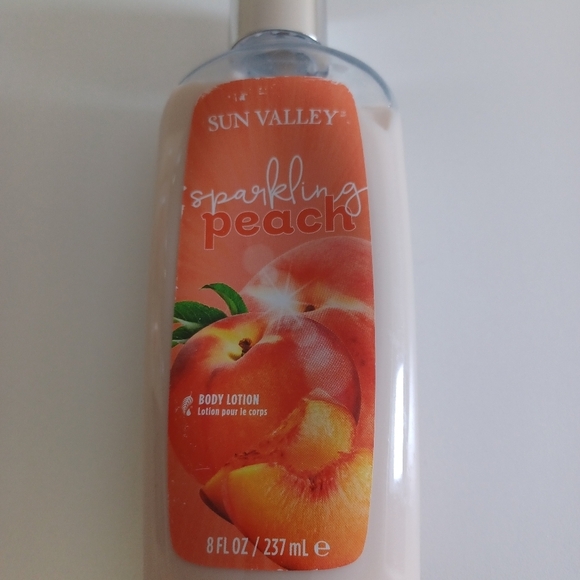 SUN VALLEY
sparkling
peach
BODY LOTION
Lotion pour le corps
8 FL OZ / 237 mL ℮